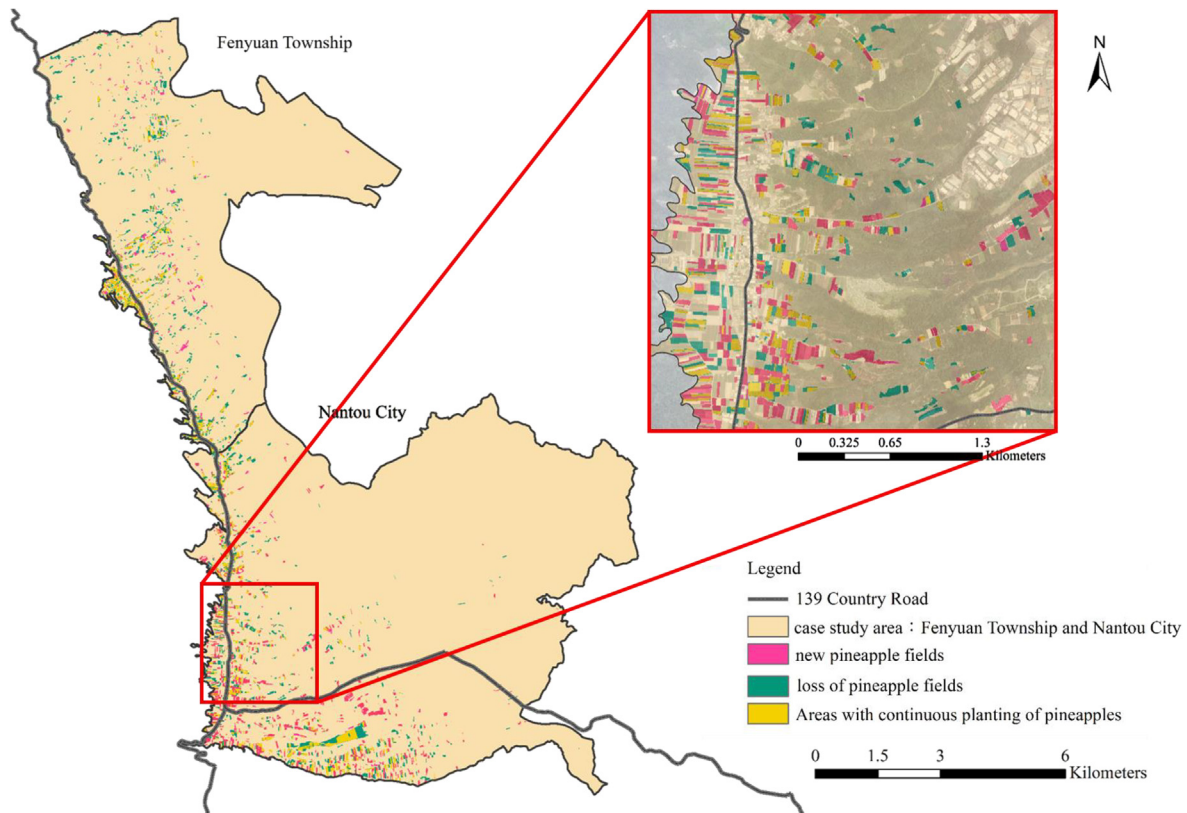 Fenyuan Township
N
Nantou City
0 0.325 0.65 1.3
Kilometers
Legend
139 Country Road
case study area：Fenyuan Township and Nantou City
new pineapple fields
loss of pineapple fields
Areas with continuous planting of pineapples
0 1.5 3 6
Kilometers